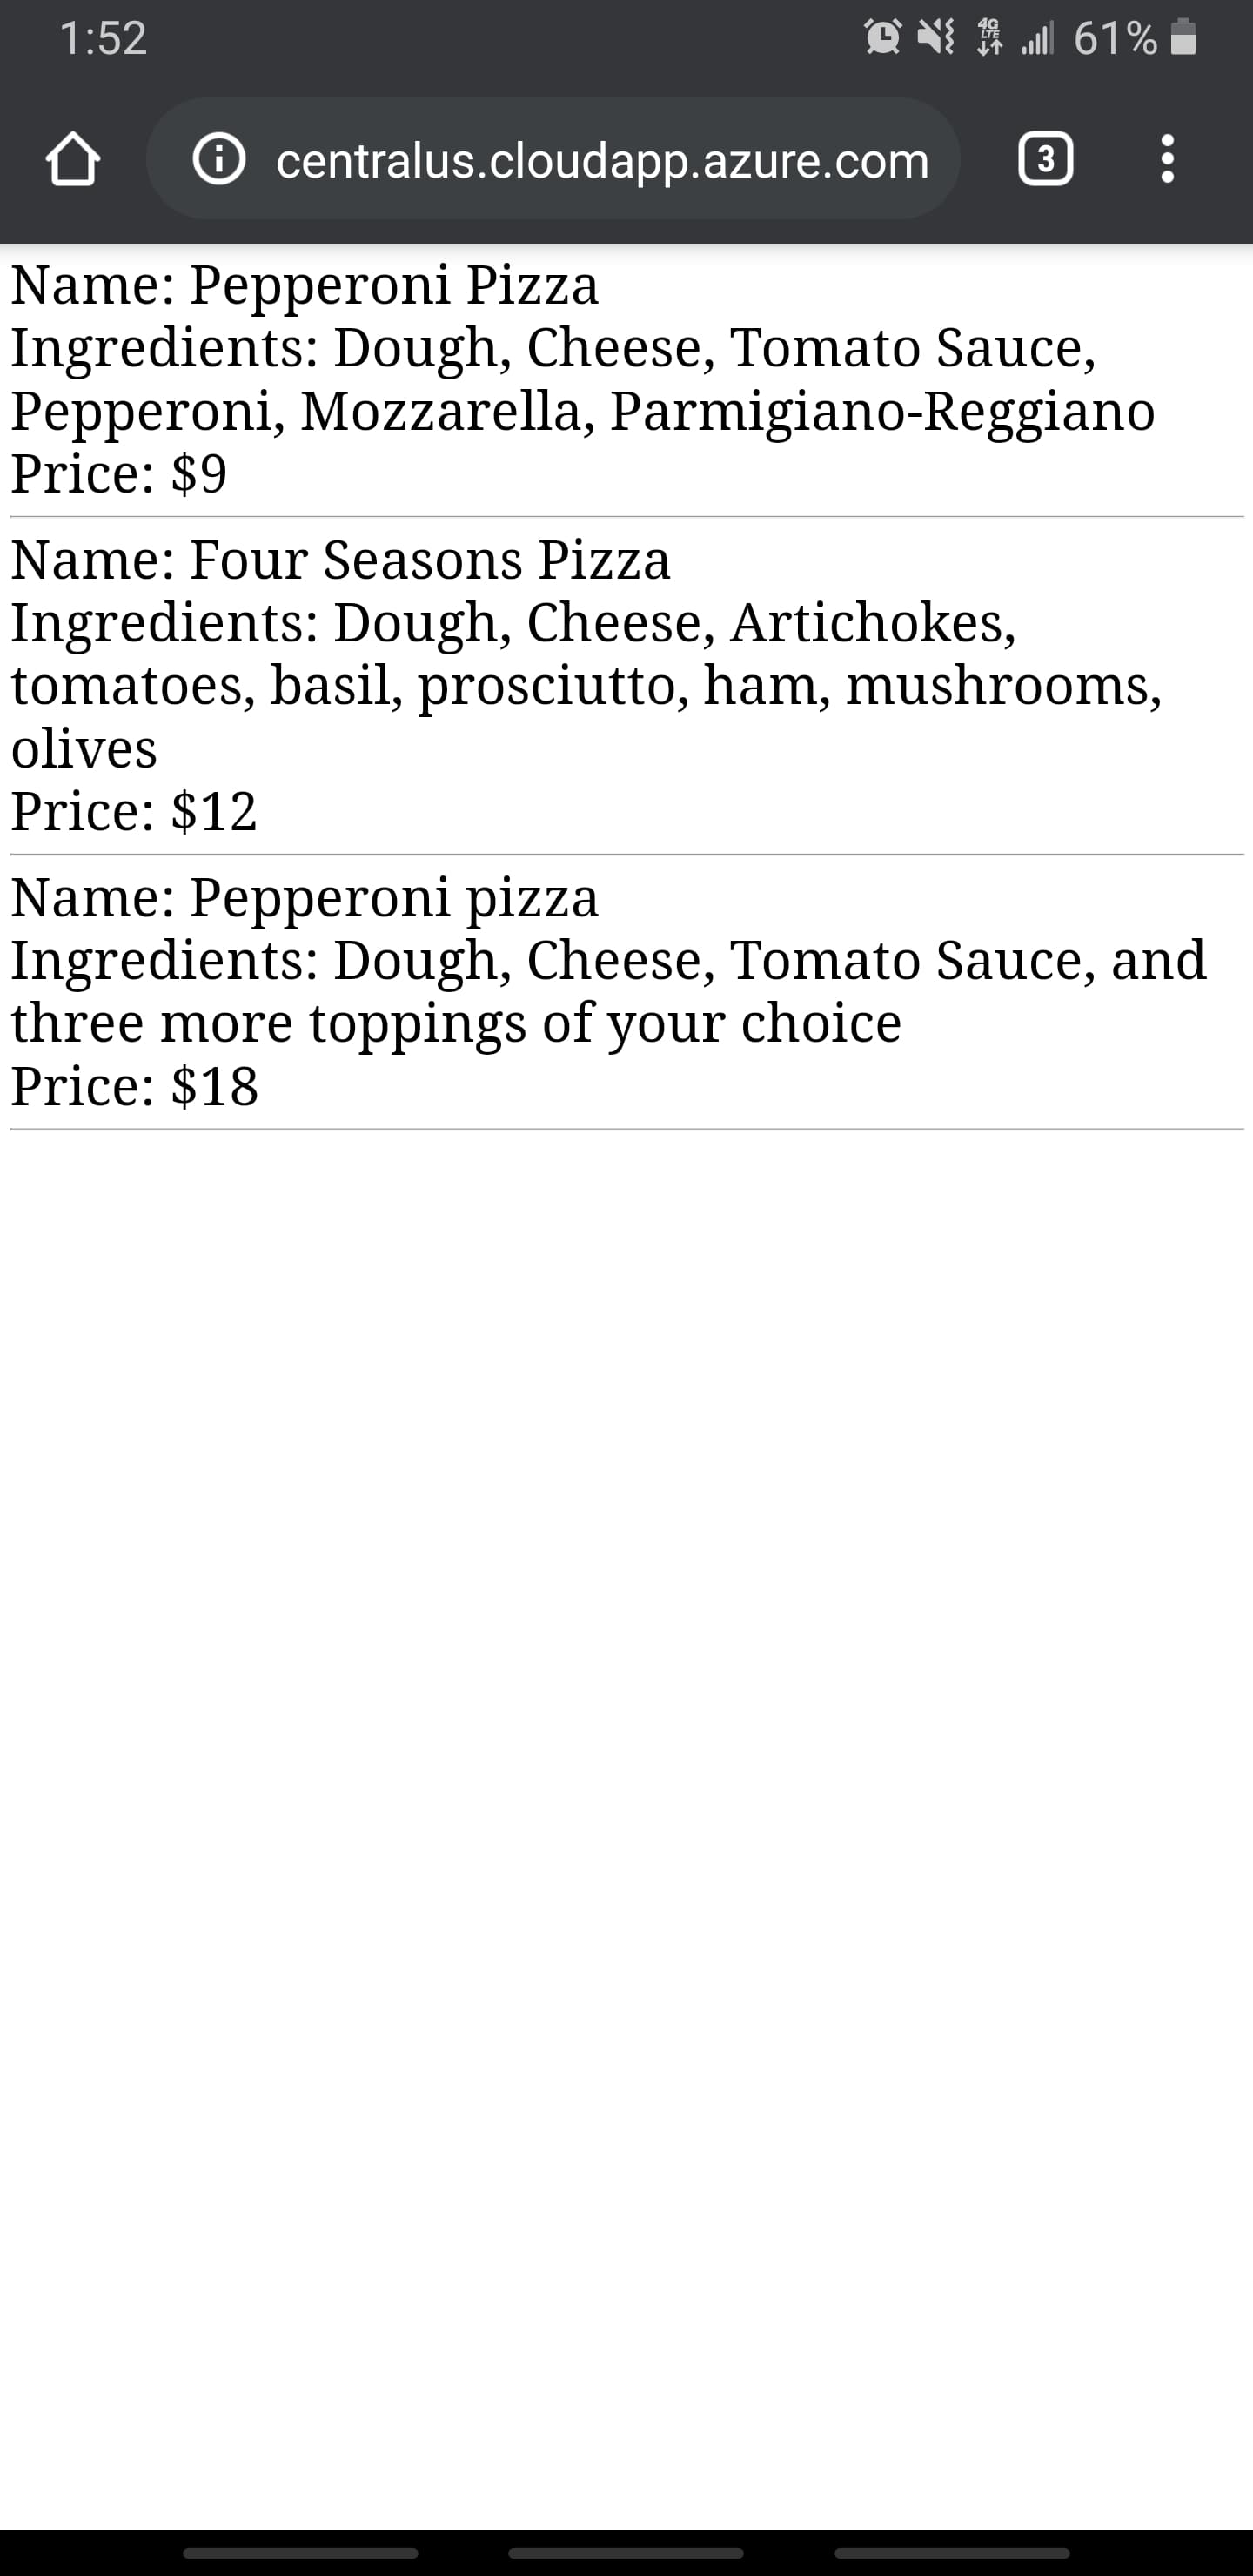 1:52 4G LTE 61%
centralus.cloudapp.azure.com 3
Name: Pepperoni Pizza
Ingredients: Dough, Cheese, Tomato Sauce,
Pepperoni, Mozzarella, Parmigiano-Reggiano
Price: $9
Name: Four Seasons Pizza
Ingredients: Dough, Cheese, Artichokes,
tomatoes, basil, prosciutto, ham, mushrooms,
olives
Price: $12
Name: Pepperoni pizza
Ingredients: Dough, Cheese, Tomato Sauce, and
three more toppings of your choice
Price: $18